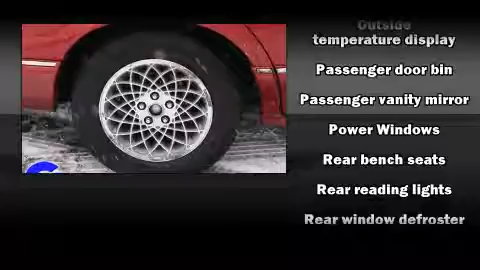 Outside
temperature display
Passenger door bin
Passenger vanity mirror
Power Windows
Rear bench seats
Rear reading lights
Rear window defroster